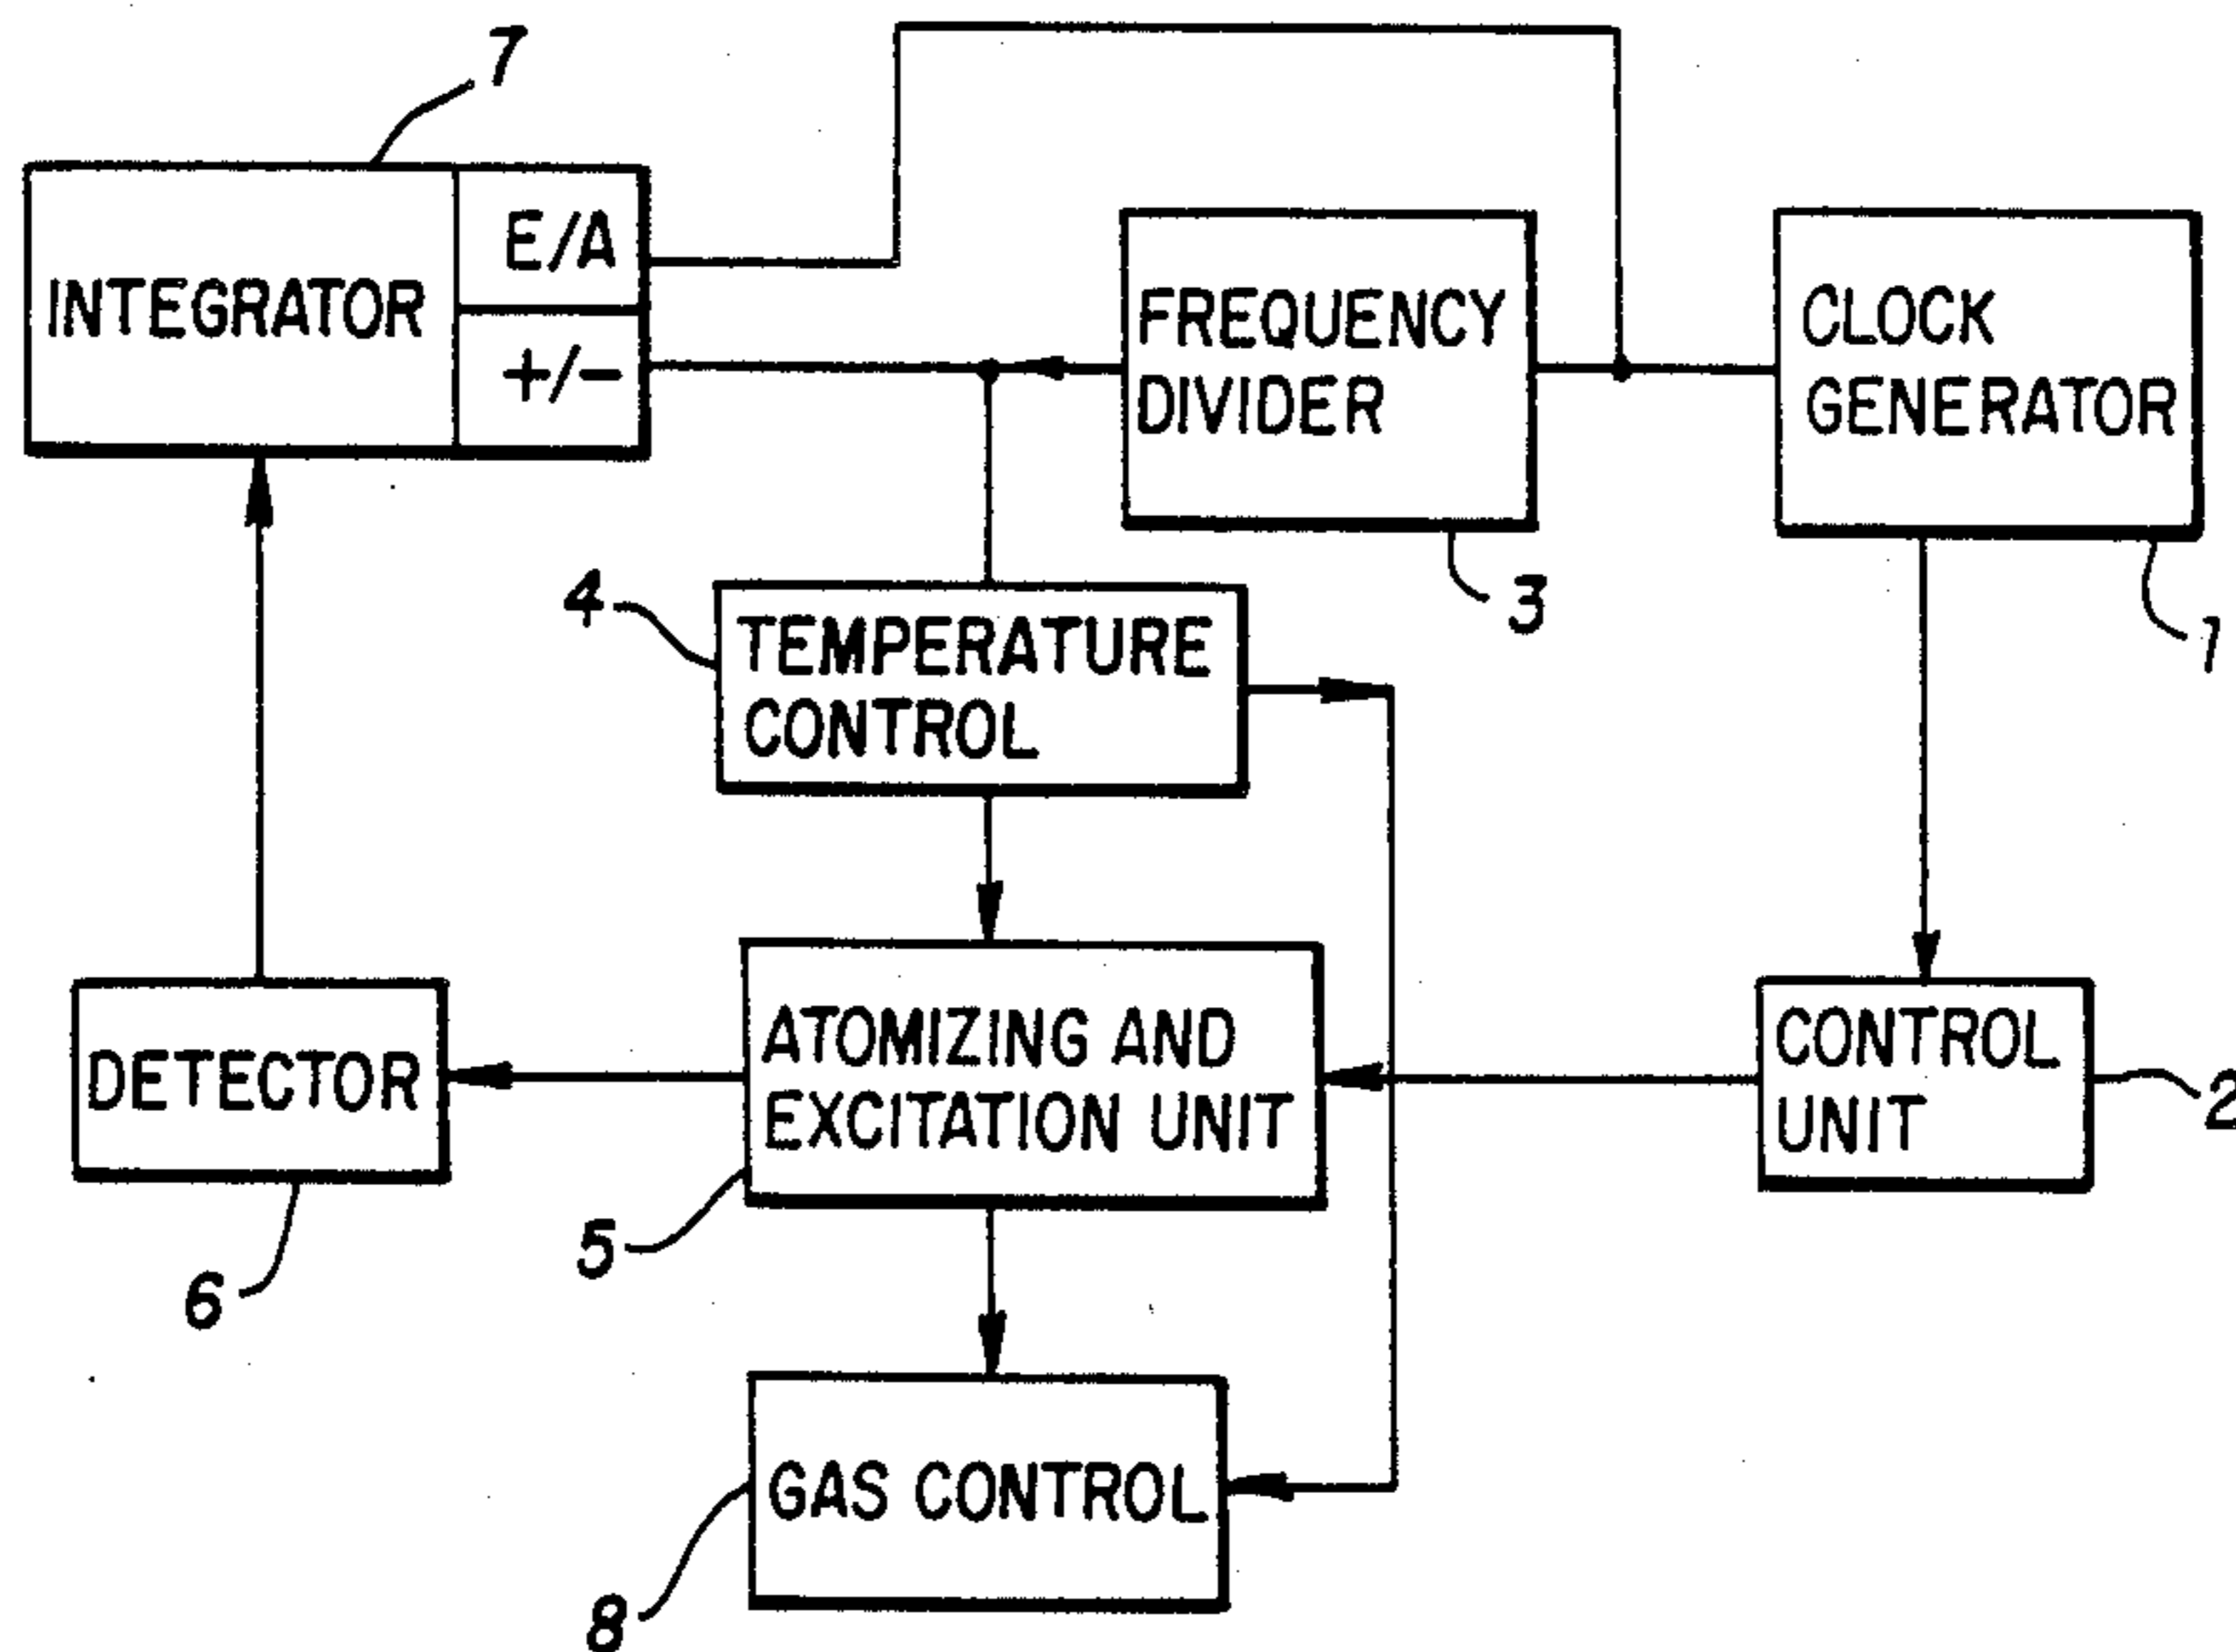 7
INTEGRATOR
E/A
+/−
FREQUENCY
DIVIDER
3
CLOCK
GENERATOR
1
4
TEMPERATURE
CONTROL
DETECTOR
6
ATOMIZING AND
EXCITATION UNIT
5
CONTROL
UNIT
2
GAS CONTROL
8